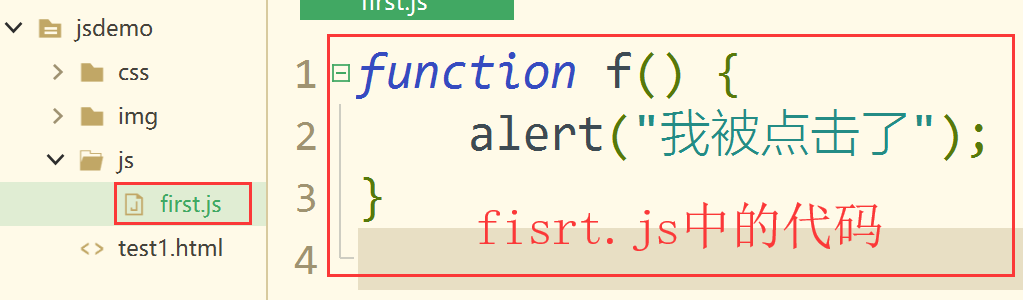 first.js
jsdemo
css
img
js
first.js
test1.html
1 function f() {
2 alert("我被点击了");
3 }
4
fisrt.js中的代码